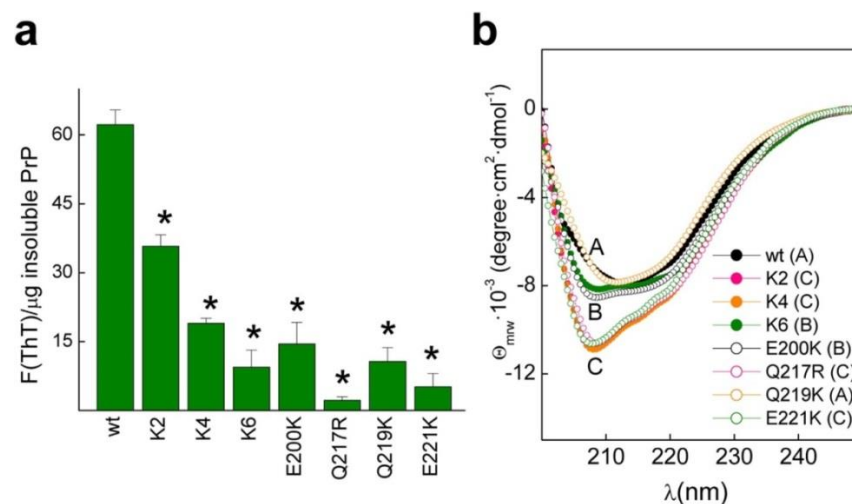 a
F(ThT)/μg insoluble PrP
60
45
30
15
*
*
*
*
*
*
*
wt
K2
K4
K6
E200K
Q217R
Q219K
E221K
b
Θmrw ·10⁻³ (degree·cm²·dmol⁻¹)
0
-4
-8
-12
A
B
C
wt (A)
K2 (C)
K4 (C)
K6 (B)
E200K (B)
Q217R (C)
Q219K (A)
E221K (C)
210 220 230 240
λ(nm)